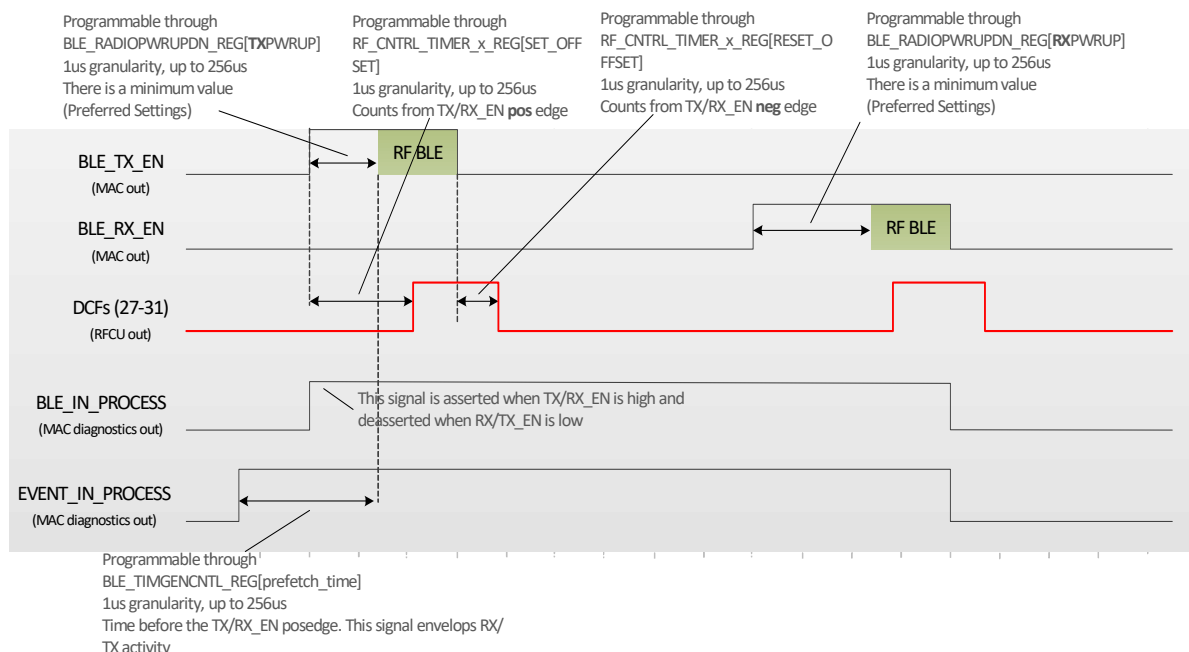 Programmable through
BLE_RADIOPWRUPDN_REG[TXPWRUP]
1us granularity, up to 256us
There is a minimum value
(Preferred Settings)
Programmable through
RF_CNTRL_TIMER_x_REG[SET_OFF
SET]
1us granularity, up to 256us
Counts from TX/RX_EN pos edge
Programmable through
RF_CNTRL_TIMER_x_REG[RESET_O
FFSET]
1us granularity, up to 256us
Counts from TX/RX_EN neg edge
Programmable through
BLE_RADIOPWRUPDN_REG[RXPWRUP]
1us granularity, up to 256us
There is a minimum value
(Preferred Settings)
BLE_TX_EN
(MAC out)
RF BLE
BLE_RX_EN
(MAC out)
RF BLE
DCFs (27-31)
(RFCU out)
BLE_IN_PROCESS
(MAC diagnostics out)
This signal is asserted when TX/RX_EN is high and
deasserted when RX/TX_EN is low
EVENT_IN_PROCESS
(MAC diagnostics out)
Programmable through
BLE_TIMGENCNTL_REG[prefetch_time]
1us granularity, up to 256us
Time before the TX/RX_EN posedge. This signal envelops RX/
TX activity